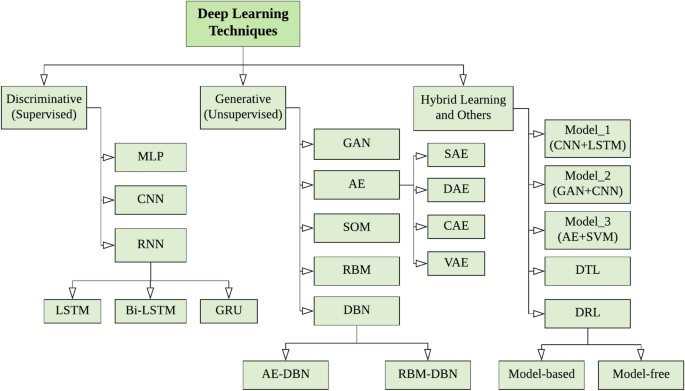 Deep Learning
Techniques
Discriminative
(Supervised)
MLP
CNN
RNN
LSTM
Bi-LSTM
GRU
Generative
(Unsupervised)
GAN
AE
SAE
DAE
CAE
VAE
SOM
RBM
DBN
AE-DBN
RBM-DBN
Hybrid Learning
and Others
Model_1
(CNN+LSTM)
Model_2
(GAN+CNN)
Model_3
(AE+SVM)
DTL
DRL
Model-based
Model-free